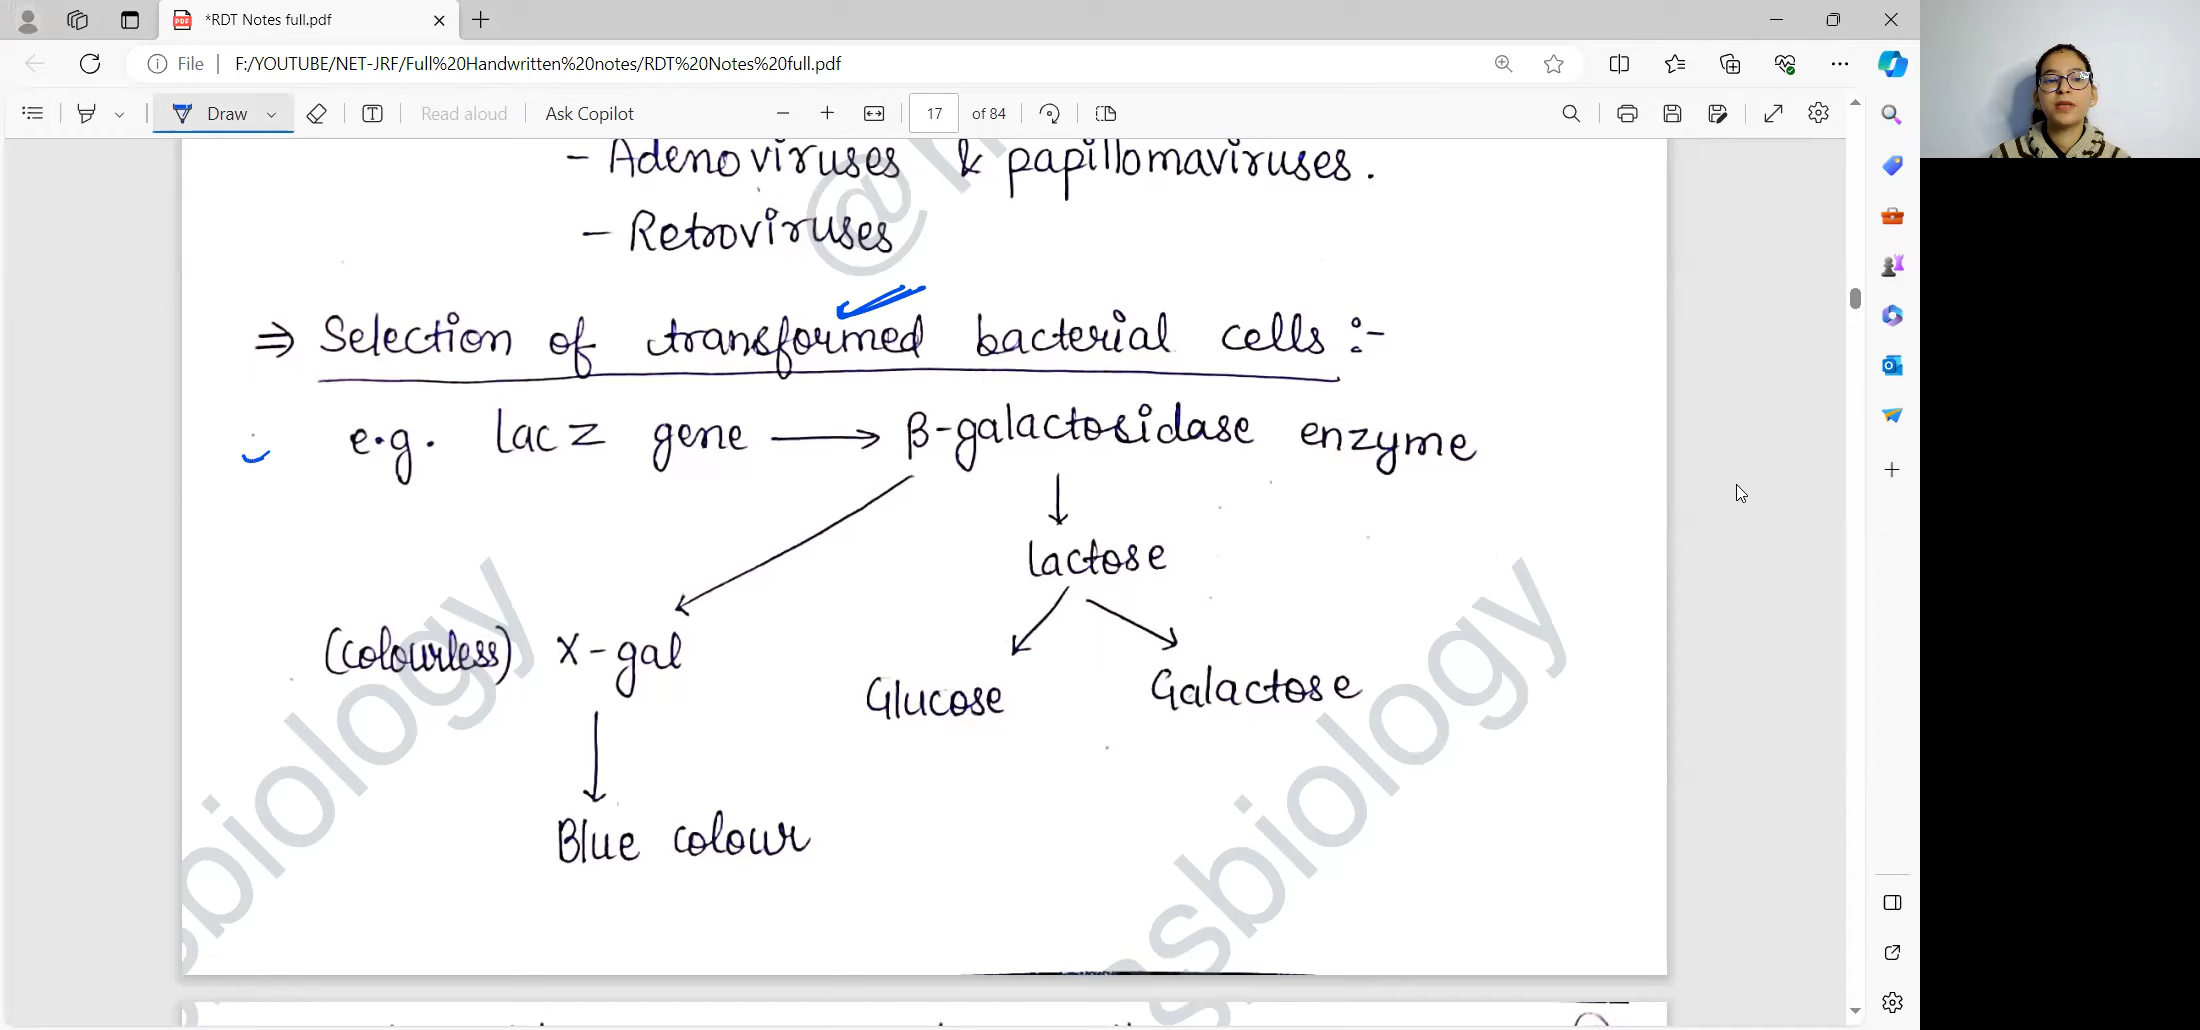 *RDT Notes full.pdf
File F:/YOUTUBE/NET-JRF/Full%20Handwritten%20notes/RDT%20Notes%20full.pdf
Draw Read aloud Ask Copilot 17 of 84
- Adenoviruses & papillomaviruses.
- Retroviruses
⇒ Selection of transformed bacterial cells :-
e.g. lac z gene → β-galactosidase enzyme
lactose
(colourless) X-gal
Glucose Galactose
Blue colour
sbiology
nsbiology